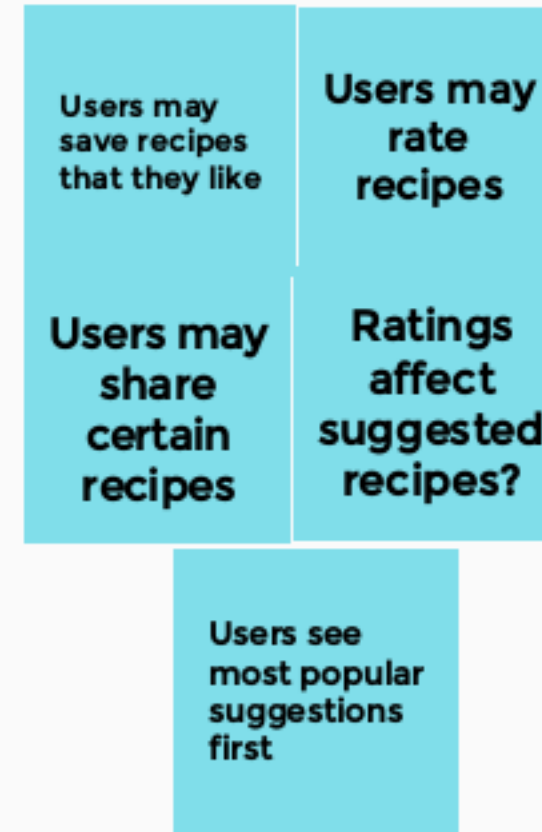 Users may
save recipes
that they like
Users may
rate
recipes
Users may
share
certain
recipes
Ratings
affect
suggested
recipes?
Users see
most popular
suggestions
first